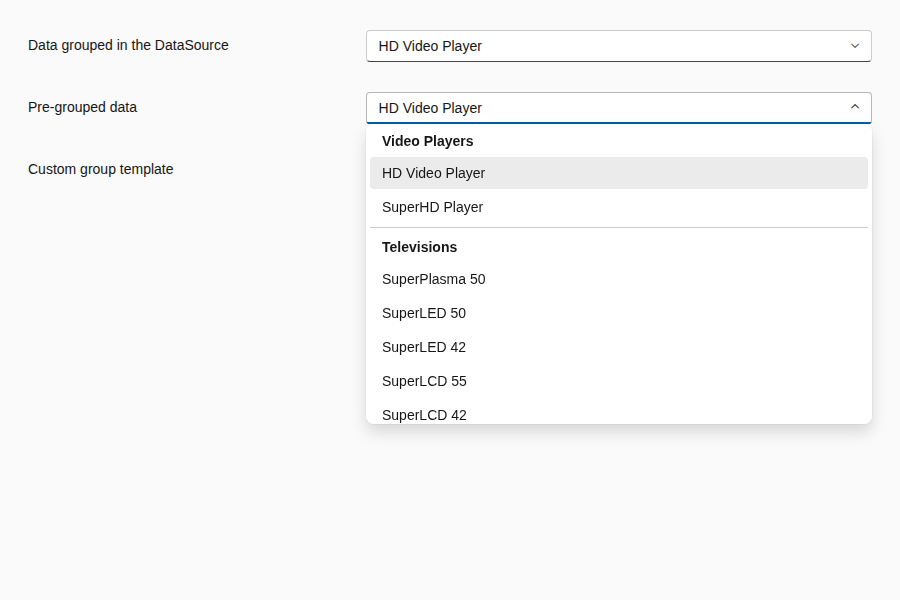 Data grouped in the DataSource
HD Video Player
Pre-grouped data
HD Video Player
Custom group template
Video Players
HD Video Player
SuperHD Player
Televisions
SuperPlasma 50
SuperLED 50
SuperLED 42
SuperLCD 55
SuperLCD 42